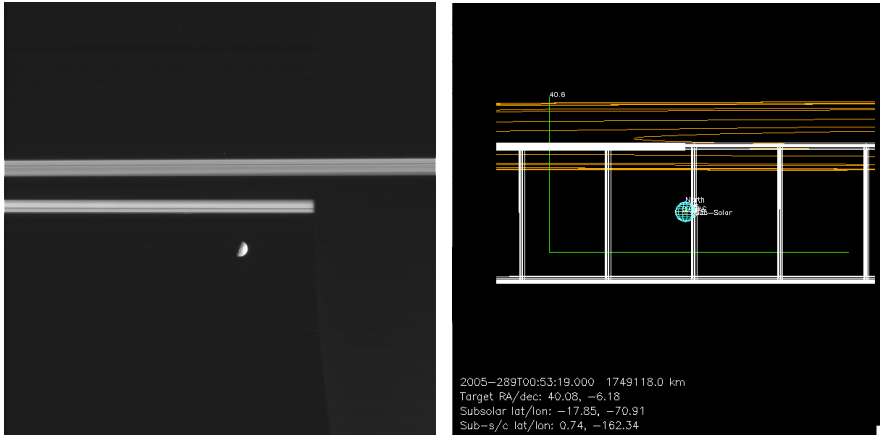 40.6
North
Sub-Solar
2005-289T00:53:19.000 1749118.0 km
Target RA/dec: 40.08, -6.18
Subsolar lat/lon: -17.85, -70.91
Sub-s/c lat/lon: 0.74, -162.34